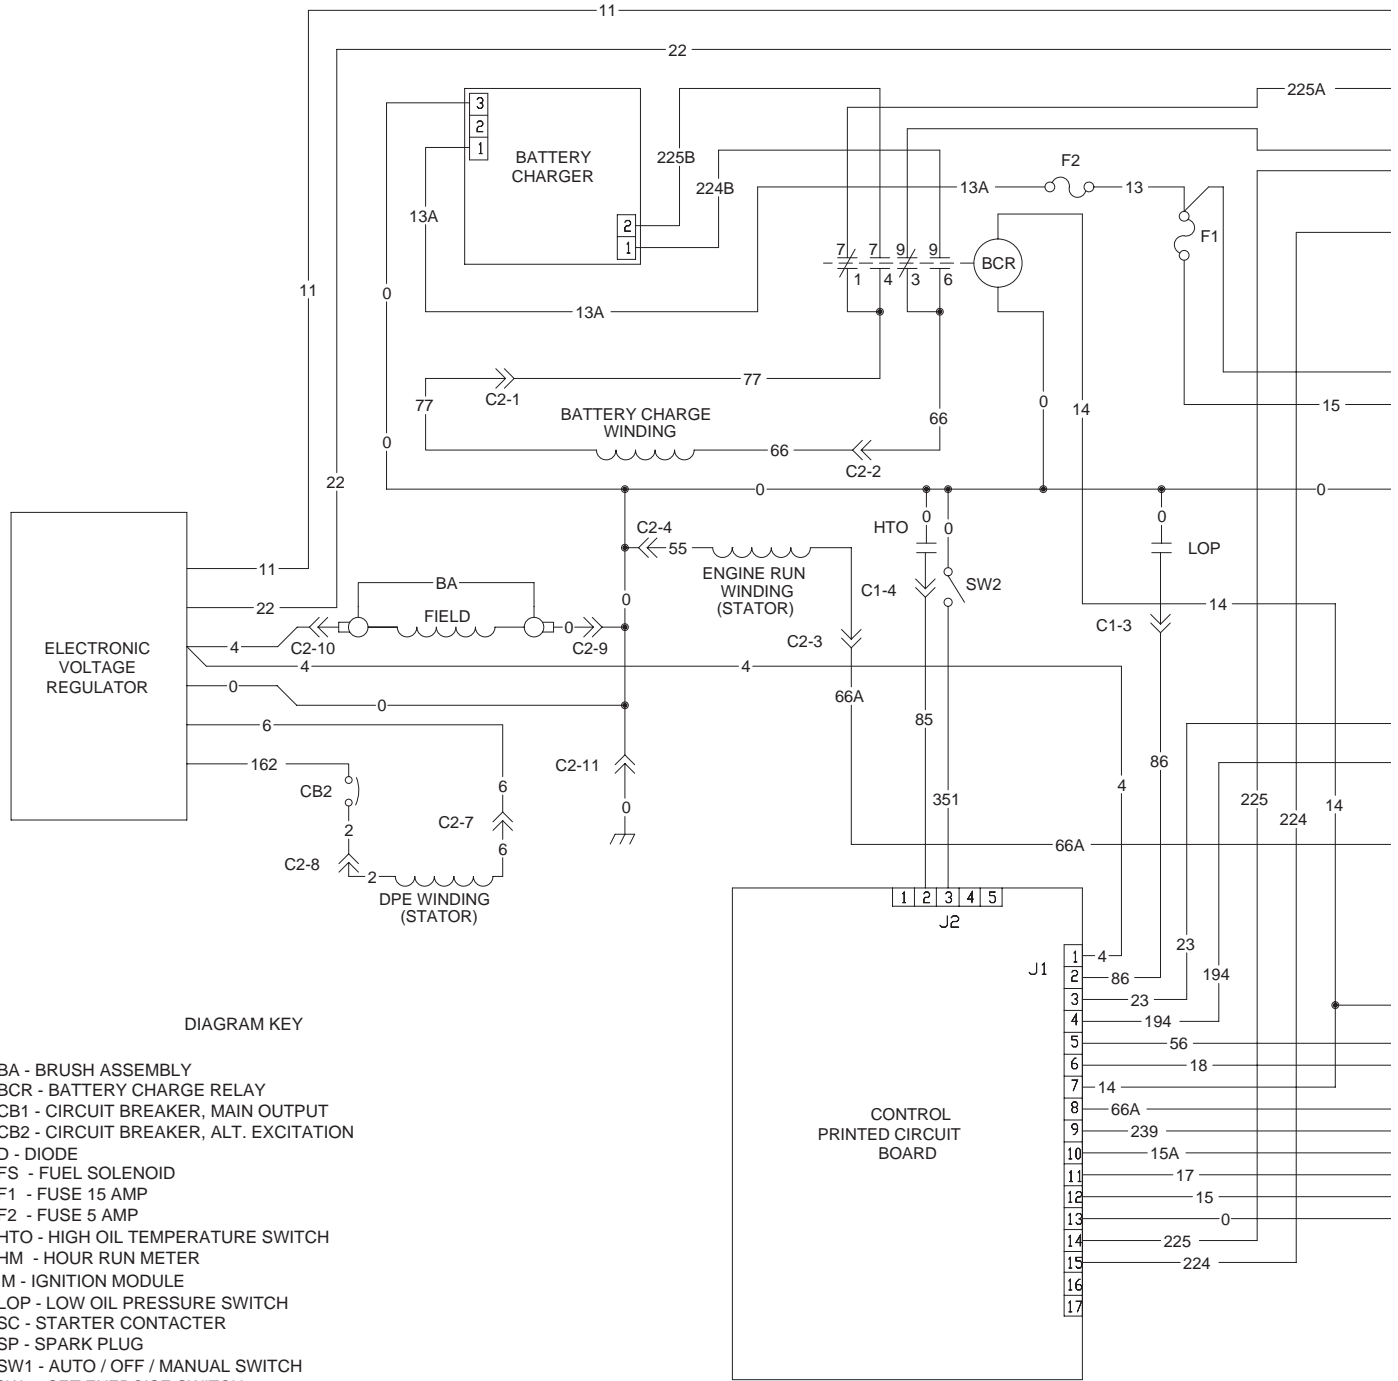 11
22
225A
3
2
1
BATTERY
CHARGER
225B
224B
F2
13A
13
13A
2
1
F1
7 7 9 9
BCR
1 4 3 6
11
0
13A
77
C2-1
77
BATTERY CHARGE
WINDING
66
66
C2-2
0
14
15
0
22
0
0
C2-4
55
HTO
0
0
0
LOP
ENGINE RUN
WINDING
(STATOR)
C1-4
SW2
11
22
BA
FIELD
0
14
C1-3
4
C2-10
0
C2-9
C2-3
ELECTRONIC
VOLTAGE
REGULATOR
4
4
0
0
66A
85
6
162
CB2
C2-11
86
4
6
351
225
14
0
224
2
C2-7
6
66A
C2-8
2
DPE WINDING
(STATOR)
1 2 3 4 5
J2
J1
1 4
2 86
3 23
4 194
5 56
6 18
7 14
8 66A
9 239
10 15A
11 17
12 15
13 0
14 225
15 224
16
17
23
194
CONTROL
PRINTED CIRCUIT
BOARD
DIAGRAM KEY
BA - BRUSH ASSEMBLY
BCR - BATTERY CHARGE RELAY
CB1 - CIRCUIT BREAKER, MAIN OUTPUT
CB2 - CIRCUIT BREAKER, ALT. EXCITATION
D - DIODE
FS - FUEL SOLENOID
F1 - FUSE 15 AMP
F2 - FUSE 5 AMP
HTO - HIGH OIL TEMPERATURE SWITCH
HM - HOUR RUN METER
IM - IGNITION MODULE
LOP - LOW OIL PRESSURE SWITCH
SC - STARTER CONTACTER
SP - SPARK PLUG
SW1 - AUTO / OFF / MANUAL SWITCH